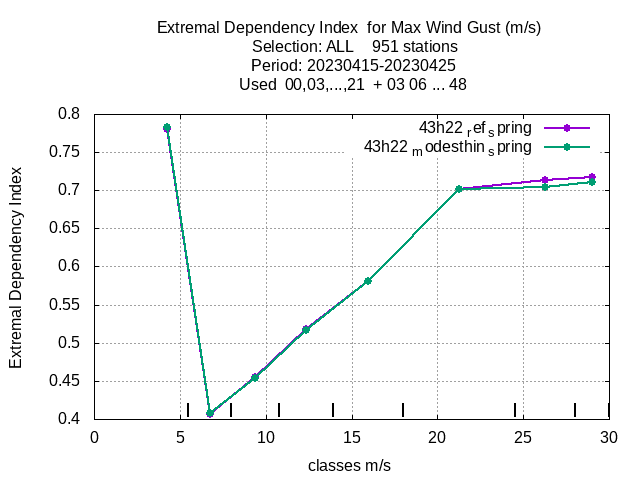 Extremal Dependency Index  for Max Wind Gust (m/s)
Selection: ALL    951 stations
Period: 20230415-20230425
Used  00,03,...,21  + 03 06 ... 48
43h22 ref spring
43h22 modesthin spring
Extremal Dependency Index
0.8
0.75
0.7
0.65
0.6
0.55
0.5
0.45
0.4
0 5 10 15 20 25 30
classes m/s